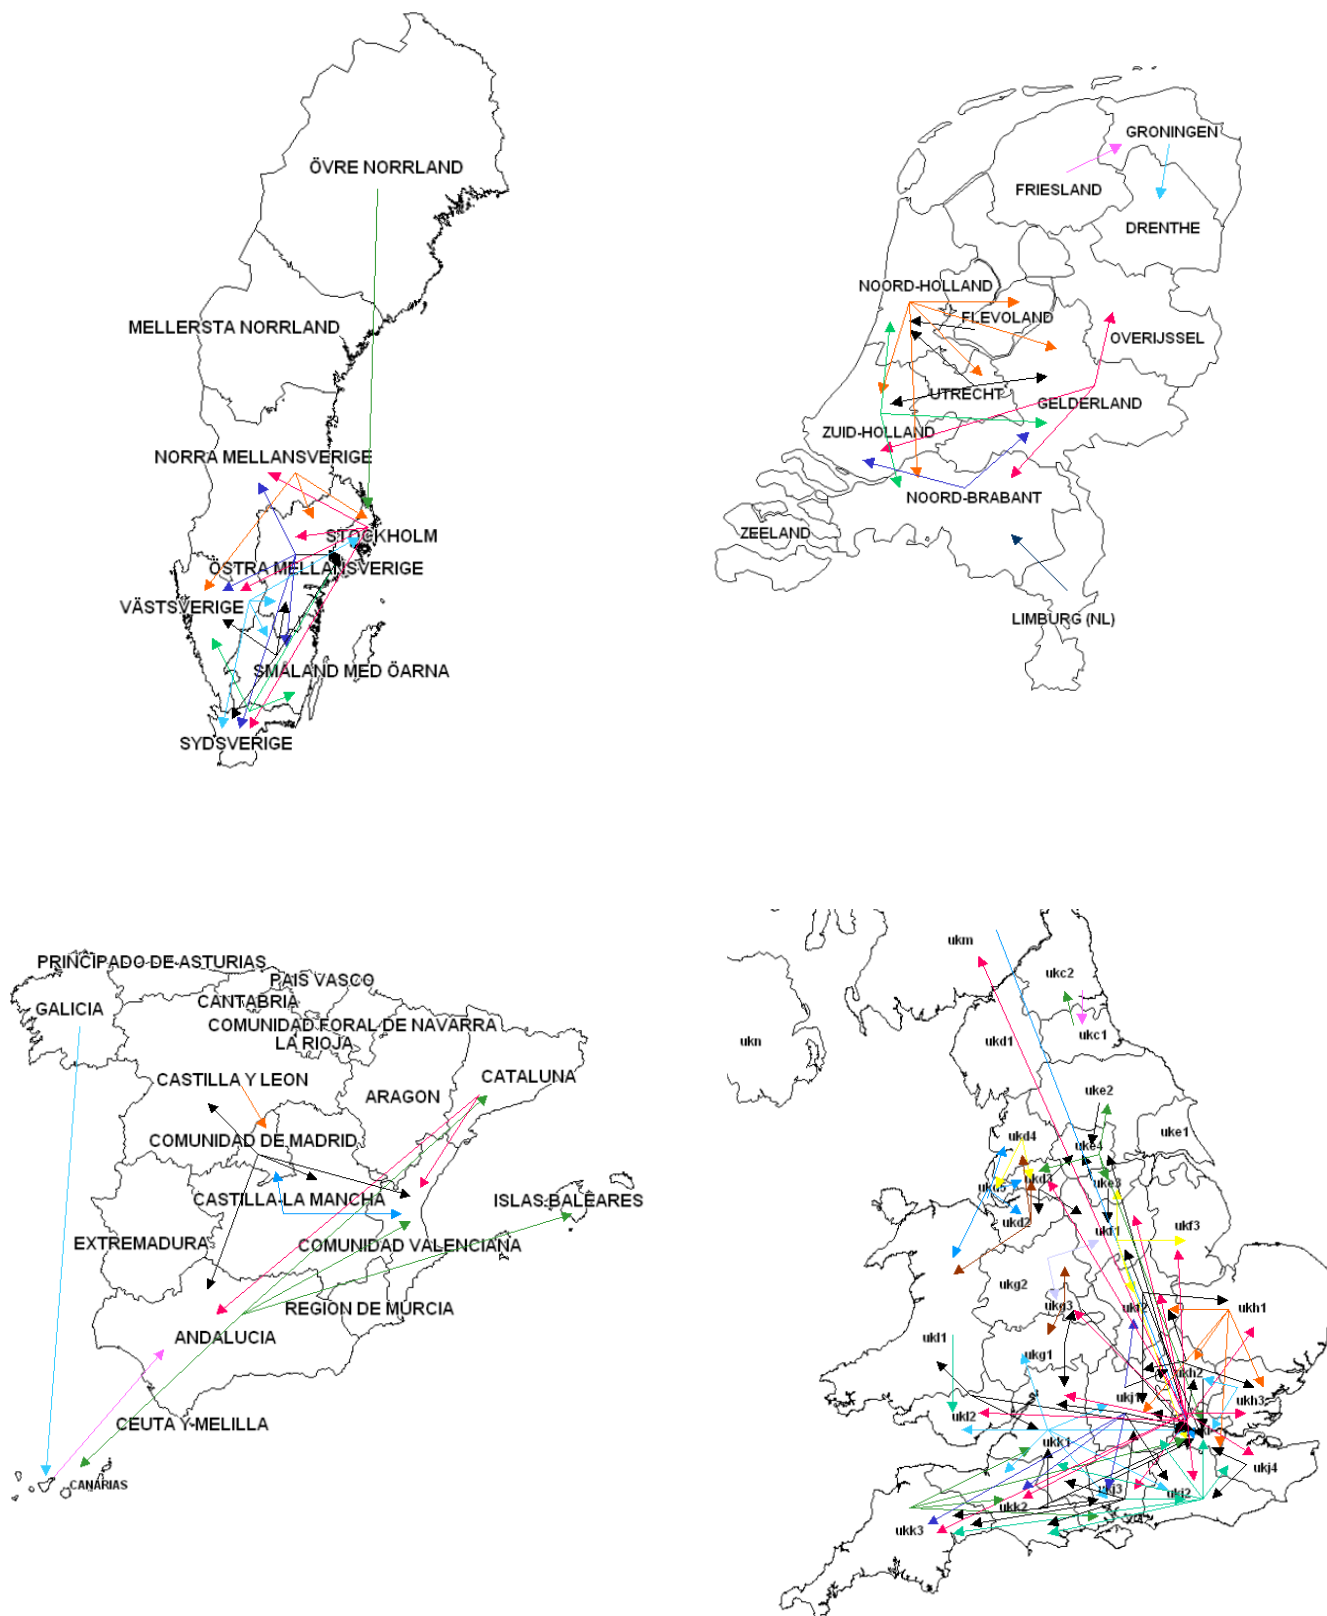 ÖVRE NORRLAND
MELLERSTA NORRLAND
NORRA MELLANSVERIGE
STOCKHOLM
ÖSTRA MELLANSVERIGE
VÄSTSVERIGE
SMÅLAND MED ÖARNA
SYDSVERIGE
GRONINGEN
FRIESLAND
DRENTHE
NOORD-HOLLAND
FLEVOLAND
OVERIJSSEL
UTRECHT
GELDERLAND
ZUID-HOLLAND
NOORD-BRABANT
ZEELAND
LIMBURG (NL)
PRINCIPADO DE ASTURIAS
PAIS VASCO
CANTABRIA
GALICIA
COMUNIDAD FORAL DE NAVARRA
LA RIOJA
CASTILLA Y LEON
ARAGON
CATALUNA
COMUNIDAD DE MADRID
CASTILLA-LA MANCHA
ISLAS BALEARES
EXTREMADURA
COMUNIDAD VALENCIANA
REGION DE MURCIA
ANDALUCIA
CEUTA Y MELILLA
CANARIAS
ukm
ukc2
ukn
ukd1
ukc1
uke2
ukd4
uke4
uke1
ukd3
uke3
ukd5
ukd2
ukf1
ukf3
ukg2
ukg3
ukf2
ukh1
ukl1
ukg1
ukh2
ukj1
ukh3
ukl2
ukk1
ukj4
ukj3
ukj2
ukk2
ukk3